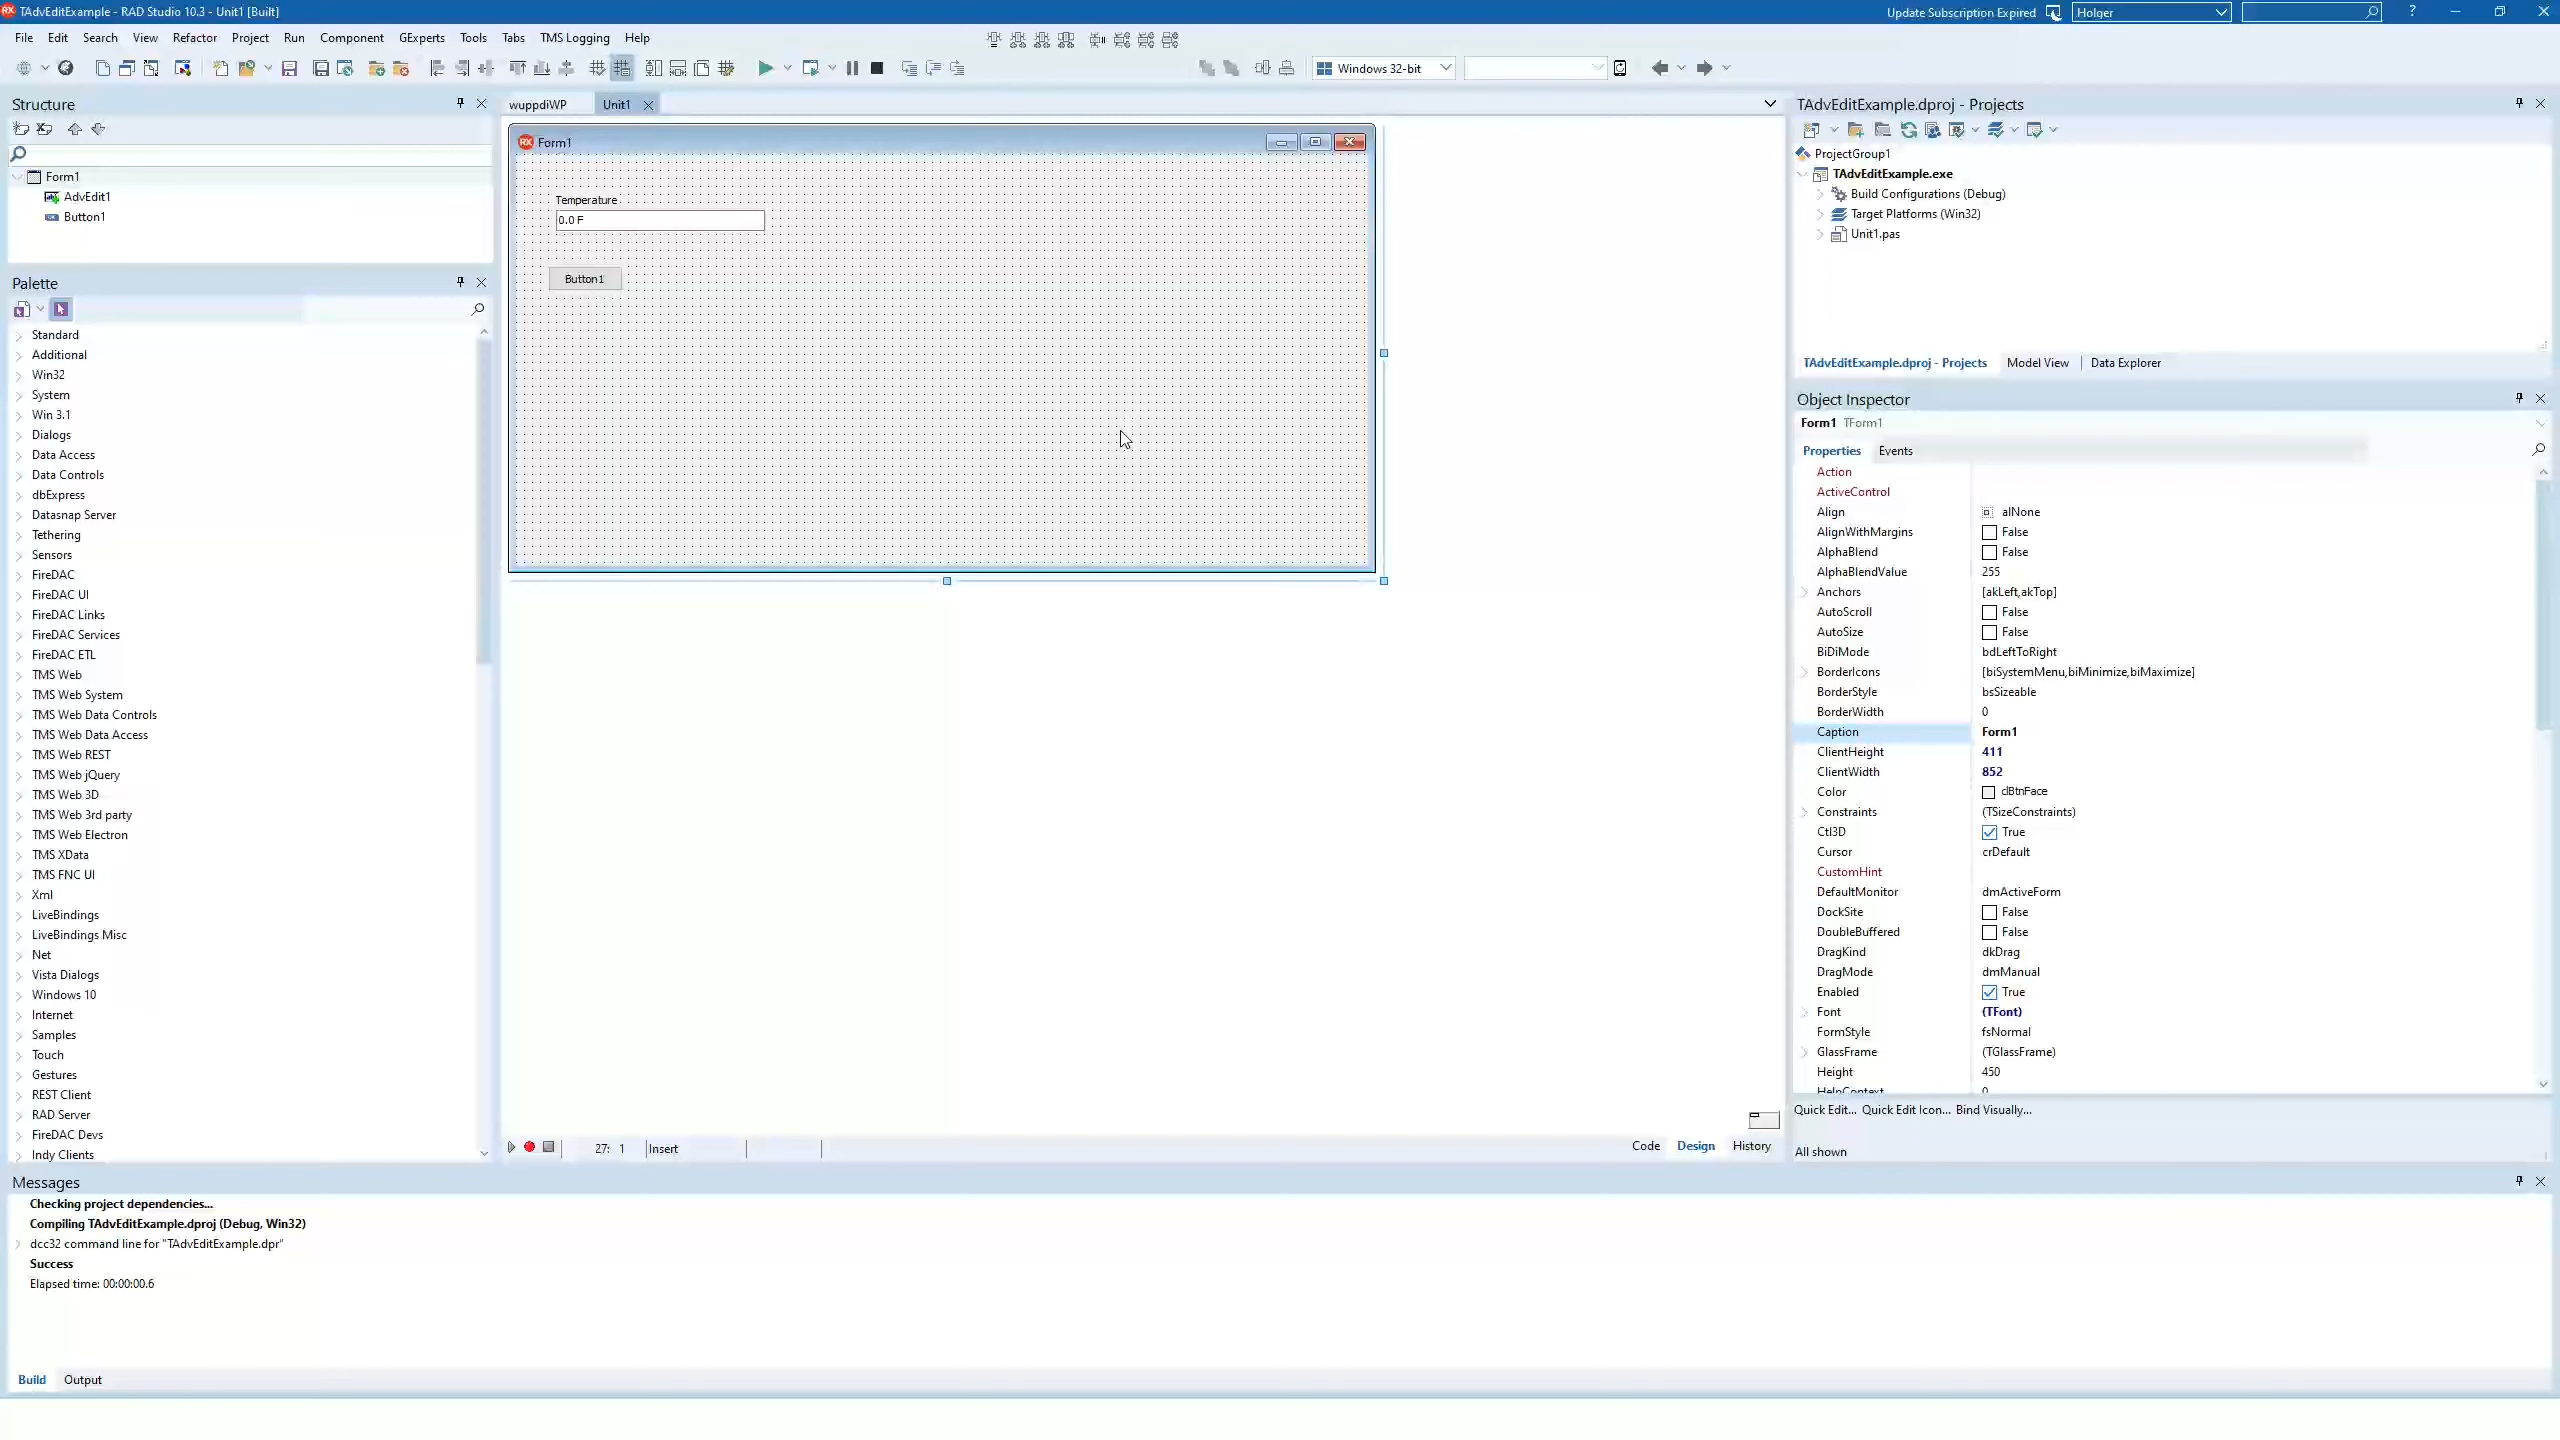 TAdvEditExample - RAD Studio 10.3 - Unit1 [Built]
Update Subscription Expired
Holger
File Edit Search View Refactor Project Run Component GExperts Tools Tabs TMS Logging Help
Windows 32-bit
Structure
Form1
AdvEdit1
Button1
Palette
Standard
Additional
Win32
System
Win 3.1
Dialogs
Data Access
Data Controls
dbExpress
Datasnap Server
Tethering
Sensors
FireDAC
FireDAC UI
FireDAC Links
FireDAC Services
FireDAC ETL
TMS Web
TMS Web System
TMS Web Data Controls
TMS Web Data Access
TMS Web REST
TMS Web jQuery
TMS Web 3D
TMS Web 3rd party
TMS Web Electron
TMS XData
TMS FNC UI
Xml
LiveBindings
LiveBindings Misc
Net
Vista Dialogs
Windows 10
Internet
Samples
Touch
Gestures
REST Client
RAD Server
FireDAC Devs
Indy Clients
wuppdiWP Unit1
Form1
Temperature
0.0 F
Button1
27: 1 Insert
Code Design History
TAdvEditExample.dproj - Projects
ProjectGroup1
TAdvEditExample.exe
Build Configurations (Debug)
Target Platforms (Win32)
Unit1.pas
TAdvEditExample.dproj - Projects Model View Data Explorer
Object Inspector
Form1 TForm1
Properties Events
Action
ActiveControl
Align alNone
AlignWithMargins False
AlphaBlend False
AlphaBlendValue 255
Anchors [akLeft,akTop]
AutoScroll False
AutoSize False
BiDiMode bdLeftToRight
BorderIcons [biSystemMenu,biMinimize,biMaximize]
BorderStyle bsSizeable
BorderWidth 0
Caption Form1
ClientHeight 411
ClientWidth 852
Color clBtnFace
Constraints (TSizeConstraints)
Ctl3D True
Cursor crDefault
CustomHint
DefaultMonitor dmActiveForm
DockSite False
DoubleBuffered False
DragKind dkDrag
DragMode dmManual
Enabled True
Font (TFont)
FormStyle fsNormal
GlassFrame (TGlassFrame)
Height 450
HelpContext 0
Quick Edit... Quick Edit Icon... Bind Visually...
All shown
Messages
Checking project dependencies...
Compiling TAdvEditExample.dproj (Debug, Win32)
dcc32 command line for "TAdvEditExample.dpr"
Success
Elapsed time: 00:00:00.6
Build Output